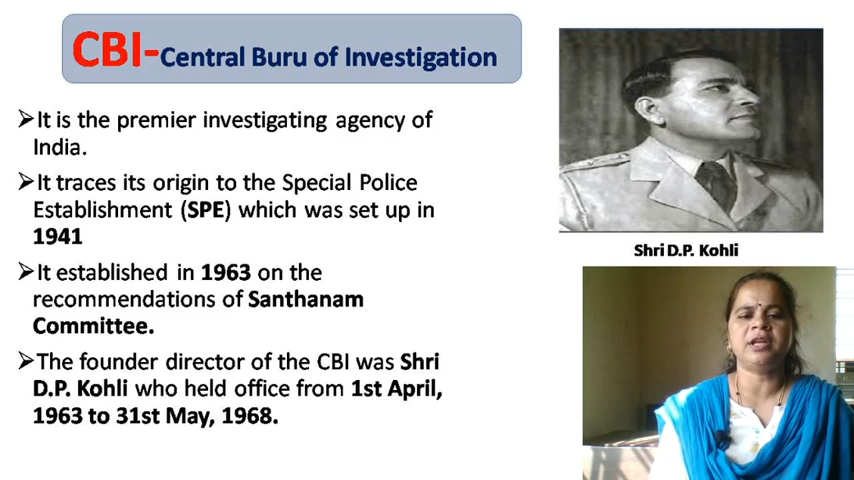 CBI-Central Buru of Investigation
➢It is the premier investigating agency of
India.
➢It traces its origin to the Special Police
Establishment (SPE) which was set up in
1941
➢It established in 1963 on the
recommendations of Santhanam
Committee.
➢The founder director of the CBI was Shri
D.P. Kohli who held office from 1st April,
1963 to 31st May, 1968.
Shri D.P. Kohli